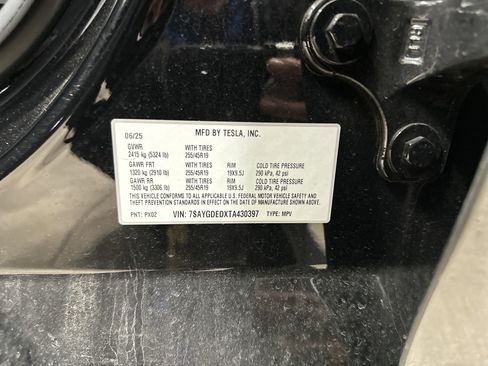 06/25 MFD BY TESLA, INC.
GVWR WITH TIRES
2415 kg (5324 lb) 255/45R19
GAWR FRT WITH TIRES RIM COLD TIRE PRESSURE
1320 kg (2910 lb) 255/45R19 19X9.5J 290 kPa, 42 psi
GAWR RR WITH TIRES RIM COLD TIRE PRESSURE
1500 kg (3306 lb) 255/45R19 19X9.5J 290 kPa, 42 psi
THIS VEHICLE CONFORMS TO ALL APPLICABLE U.S. FEDERAL MOTOR VEHICLE SAFETY AND
THEFT PREVENTION STANDARDS IN EFFECT ON THE DATE OF MANUFACTURE SHOWN ABOVE.
PNT: PX02 VIN: 7SAYGDEDXTA430397 TYPE: MPV